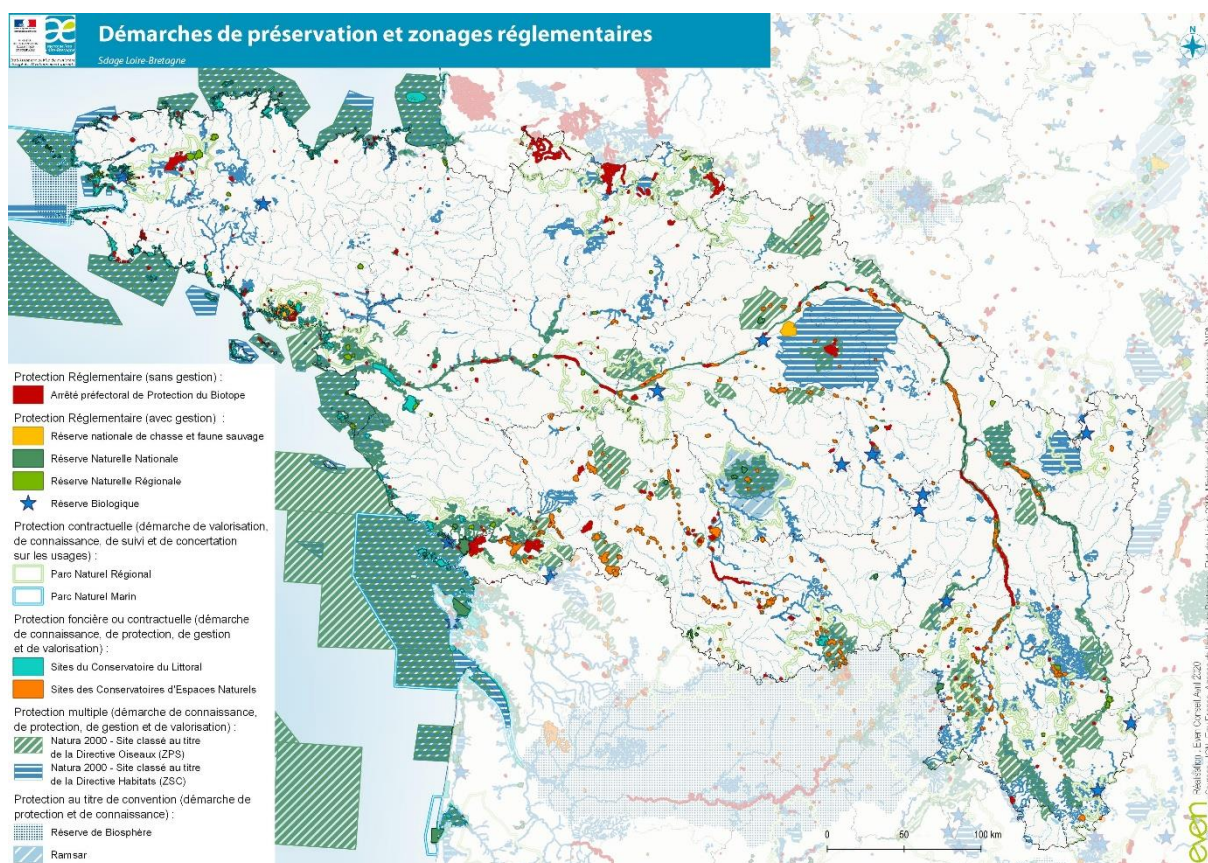 Démarches de préservation et zonages réglementaires
Sdage Loire-Bretagne
N
Protection Réglementaire (sans gestion) :
Arrêté préfectoral de Protection du Biotope
Protection Réglementaire (avec gestion) :
Réserve nationale de chasse et faune sauvage
Réserve Naturelle Nationale
Réserve Naturelle Régionale
Réserve Biologique
Protection contractuelle (démarche de valorisation,
de connaissance, de suivi et de concertation
sur les usages) :
Parc Naturel Régional
Parc Naturel Marin
Protection foncière ou contractuelle (démarche
de connaissance, de protection, de gestion
et de valorisation) :
Sites du Conservatoire du Littoral
Sites des Conservatoires d'Espaces Naturels
Protection multiple (démarche de connaissance,
de protection, de gestion et de valorisation) :
Natura 2000 - Site classé au titre
de la Directive Oiseaux (ZPS)
Natura 2000 - Site classé au titre
de la Directive Habitats (ZSC)
Protection au titre de convention (démarche de
protection et de connaissance) :
Réserve de Biosphère
Ramsar
0 50 100 km
even
Réalisation : Even Conseil Avril 2020